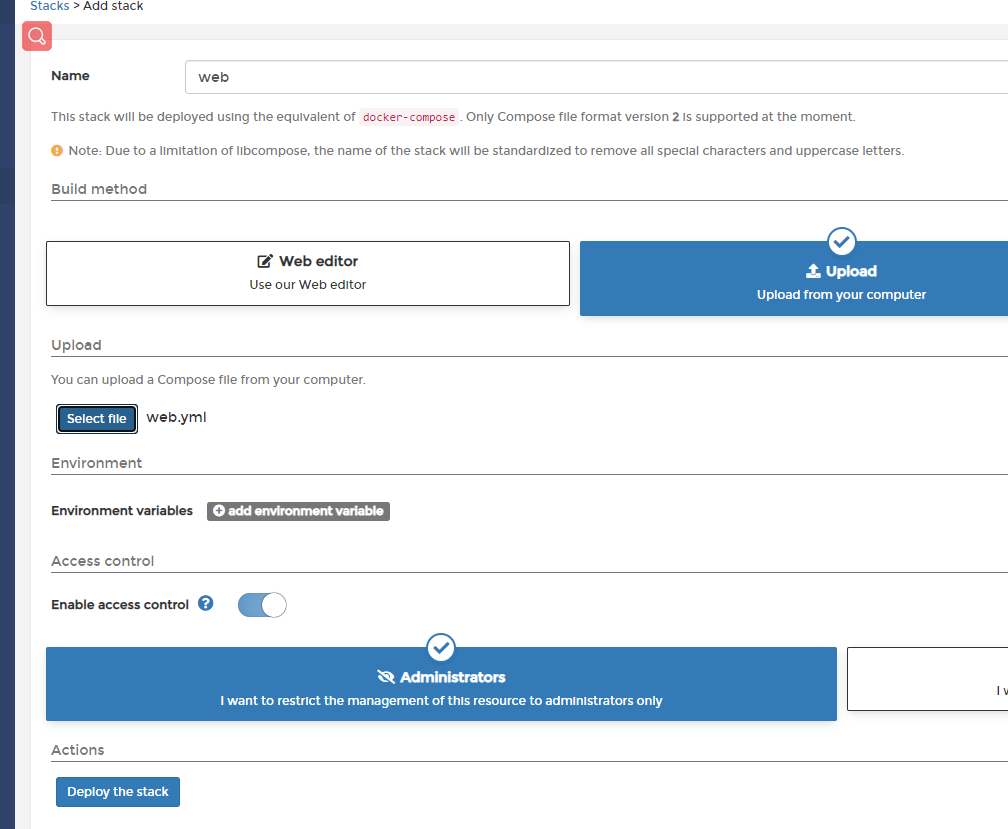 Stacks > Add stack
Name
web
This stack will be deployed using the equivalent of docker-compose . Only Compose file format version 2 is supported at the moment.
Note: Due to a limitation of libcompose, the name of the stack will be standardized to remove all special characters and uppercase letters.
Build method
Web editor
Use our Web editor
Upload
Upload from your computer
Upload
You can upload a Compose file from your computer.
Select file web.yml
Environment
Environment variables add environment variable
Access control
Enable access control
Administrators
I want to restrict the management of this resource to administrators only
I w
Actions
Deploy the stack